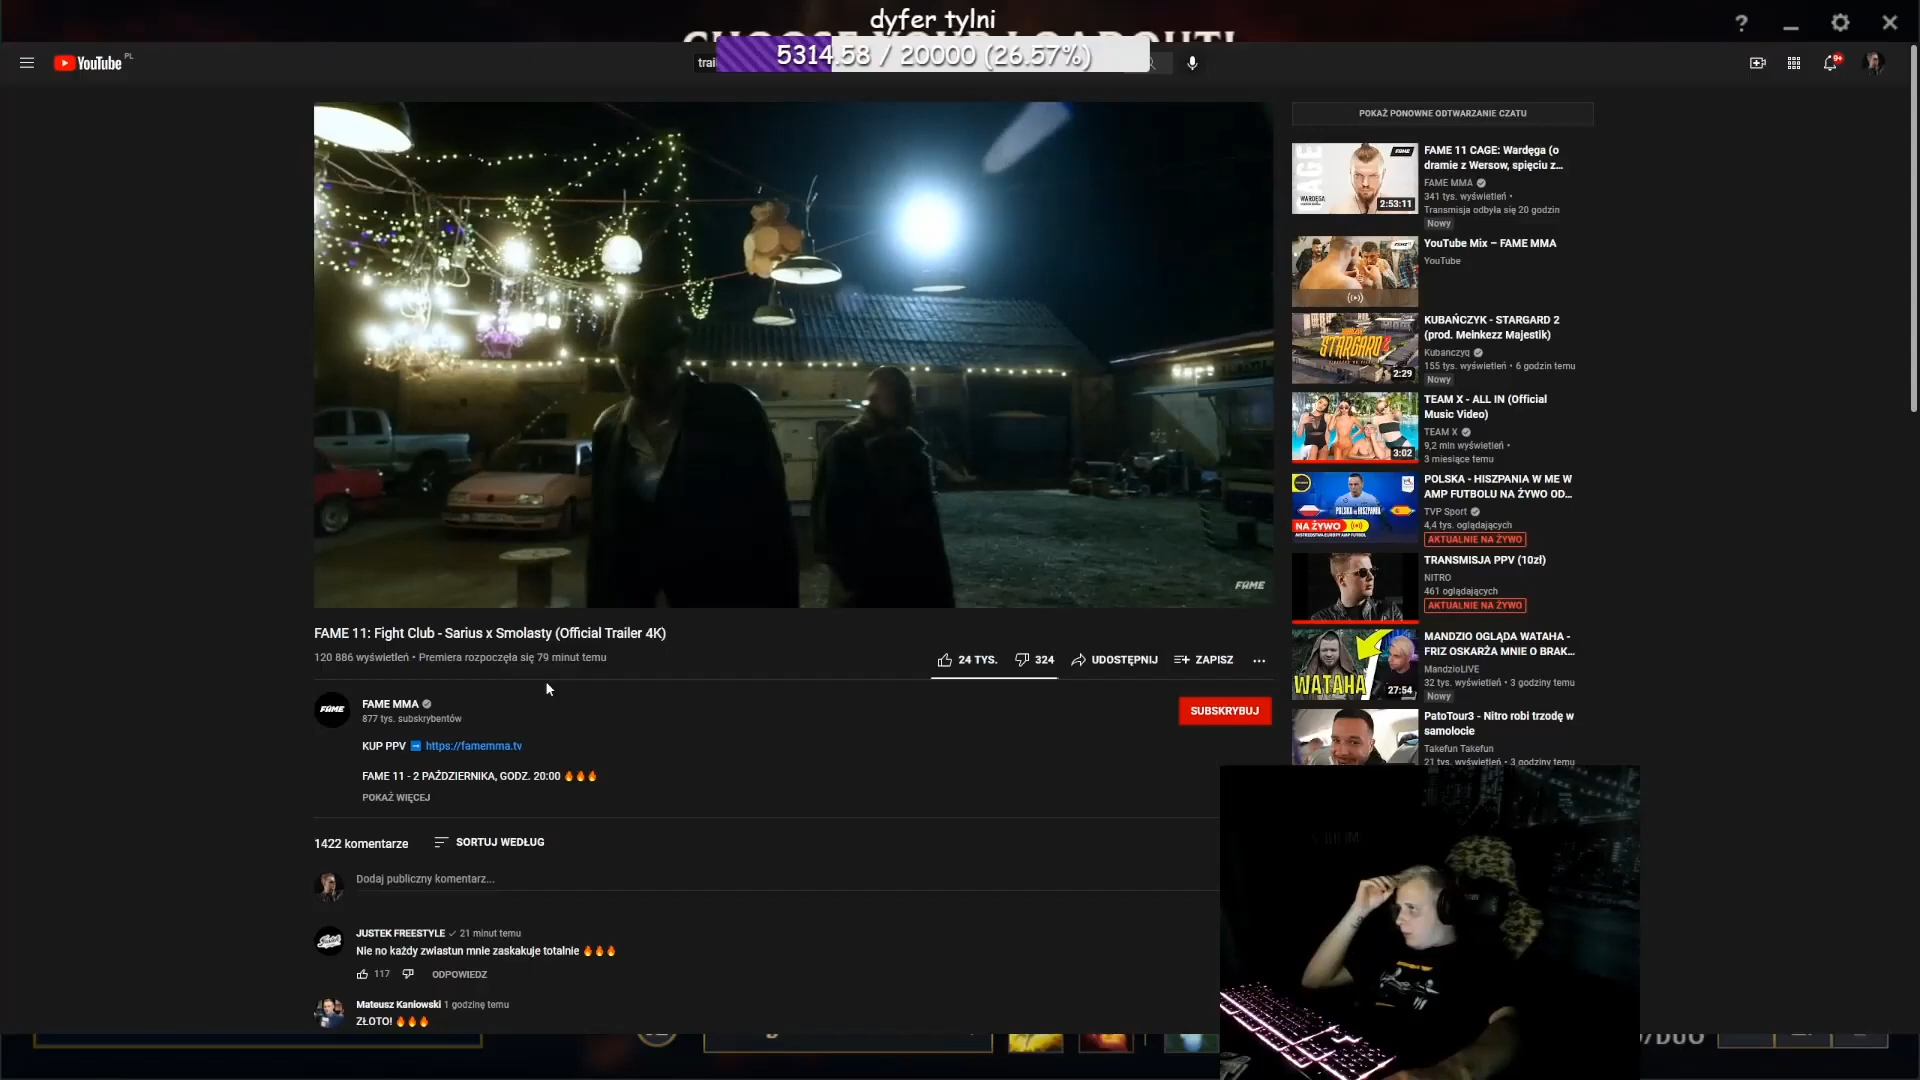 dyfer tylni
CHOOSE YOUR LOADOUT!
5314.58 / 20000 (26.57%)
YouTube PL
trai
9+
POKAŻ PONOWNE ODTWARZANIE CZATU
FAME 11 CAGE: Wardęga (o
dramie z Wersow, spięciu z...
FAME MMA
341 tys. wyświetleń •
Transmisja odbyła się 20 godzin
Nowy
2:53:11
YouTube Mix – FAME MMA
YouTube
KUBAŃCZYK - STARGARD 2
(prod. Meinkezz Majestik)
Kubanczyq
155 tys. wyświetleń • 6 godzin temu
Nowy
STARGARD 2
2:29
TEAM X - ALL IN (Official
Music Video)
TEAM X
9,2 mln wyświetleń •
3 miesiące temu
3:02
POLSKA - HISZPANIA W ME W
AMP FUTBOLU NA ŻYWO OD...
TVP Sport
4,4 tys. oglądających
AKTUALNIE NA ŻYWO
NA ŻYWO
TRANSMISJA PPV (10zł)
NITRO
461 oglądających
AKTUALNIE NA ŻYWO
MANDZIO OGLĄDA WATAHA -
FRIZ OSKARŻA MNIE O BRAK...
MandzioLIVE
32 tys. wyświetleń • 3 godziny temu
Nowy
WATAHA
27:54
PatoTour3 - Nitro robi trzodę w
samolocie
Takefun Takefun
21 tys. wyświetleń • 3 godziny temu
FAME
FAME 11: Fight Club - Sarius x Smolasty (Official Trailer 4K)
120 886 wyświetleń • Premiera rozpoczęła się 79 minut temu
24 TYS.
324
UDOSTĘPNIJ
ZAPISZ
FAME
FAME MMA
877 tys. subskrybentów
SUBSKRYBUJ
KUP PPV ➡ https://famemma.tv
FAME 11 - 2 PAŹDZIERNIKA, GODZ. 20:00 🔥🔥🔥
POKAŻ WIĘCEJ
1422 komentarze
SORTUJ WEDŁUG
Dodaj publiczny komentarz...
JUSTEK FREESTYLE ✓ 21 minut temu
Nie no każdy zwiastun mnie zaskakuje totalnie 🔥🔥🔥
117
ODPOWIEDZ
Mateusz Kaniowski 1 godzinę temu
ZŁOTO! 🔥🔥🔥
/DUO